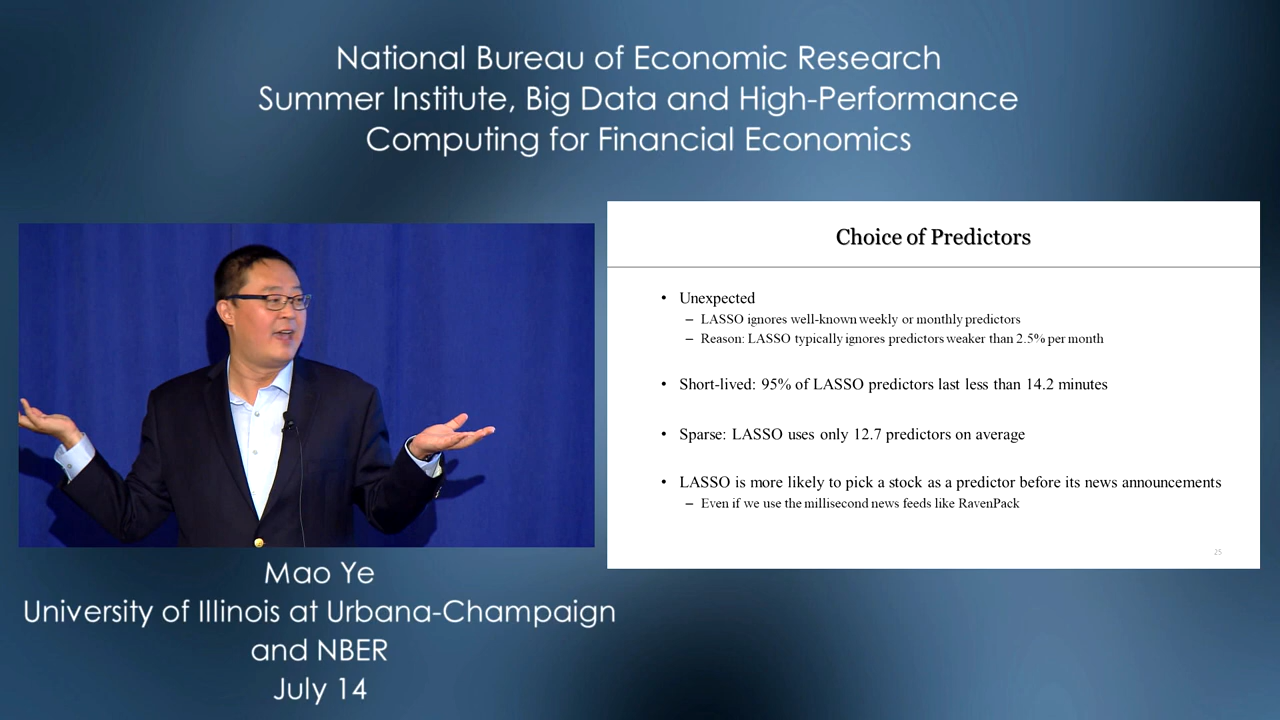 National Bureau of Economic Research
Summer Institute, Big Data and High-Performance
Computing for Financial Economics
Choice of Predictors
• Unexpected
– LASSO ignores well-known weekly or monthly predictors
– Reason: LASSO typically ignores predictors weaker than 2.5% per month
• Short-lived: 95% of LASSO predictors last less than 14.2 minutes
• Sparse: LASSO uses only 12.7 predictors on average
• LASSO is more likely to pick a stock as a predictor before its news announcements
– Even if we use the millisecond news feeds like RavenPack
25
Mao Ye
University of Illinois at Urbana-Champaign
and NBER
July 14